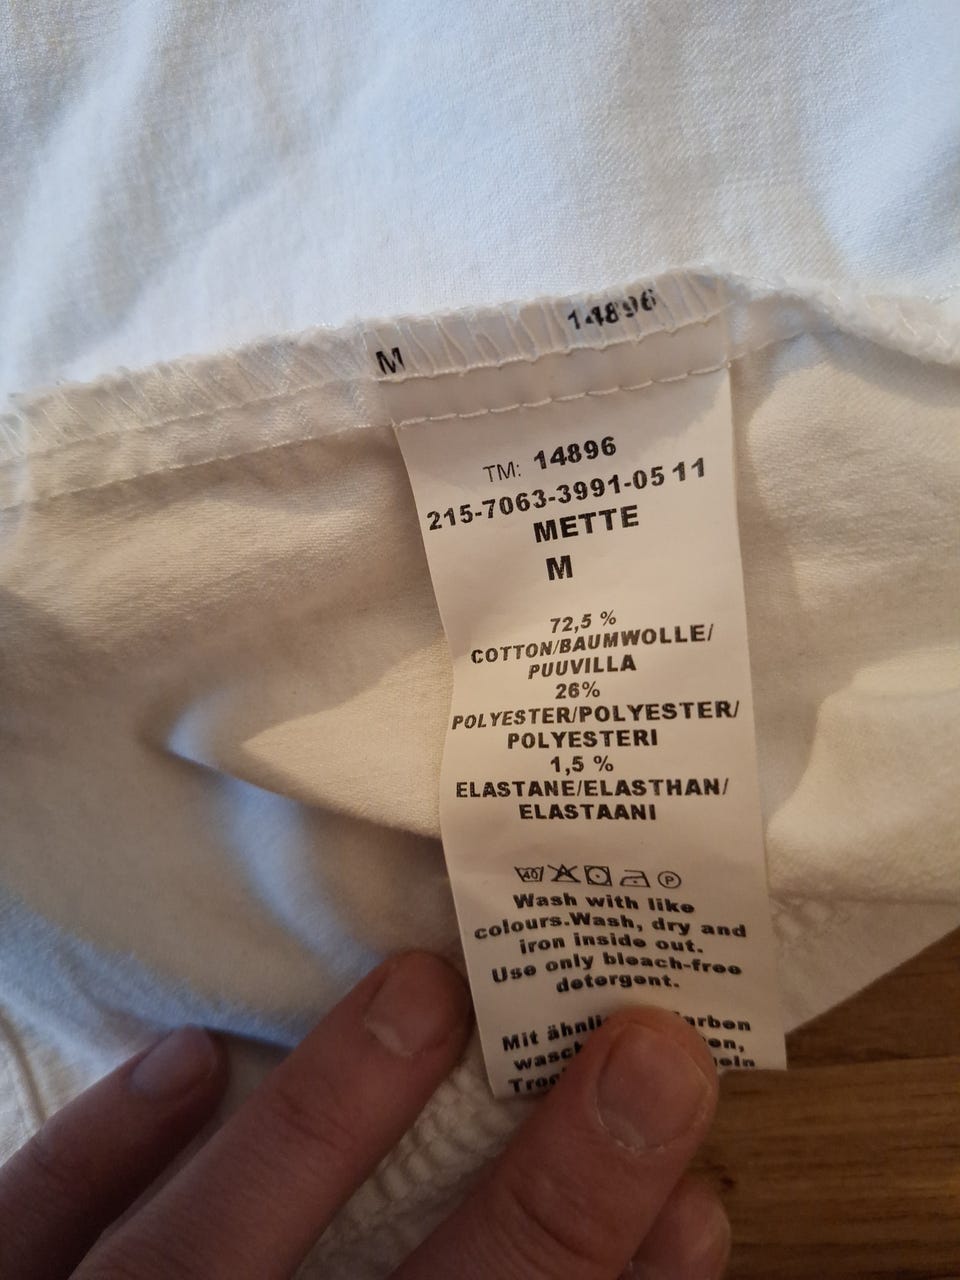 M 14896
TM: 14896
215-7063-3991-05 11
METTE
M
72,5 %
COTTON/BAUMWOLLE/
PUUVILLA
26%
POLYESTER/POLYESTER/
POLYESTERI
1,5 %
ELASTANE/ELASTHAN/
ELASTAANI
40 P
Wash with like
colours.Wash, dry and
iron inside out.
Use only bleach-free
detergent.
Mit